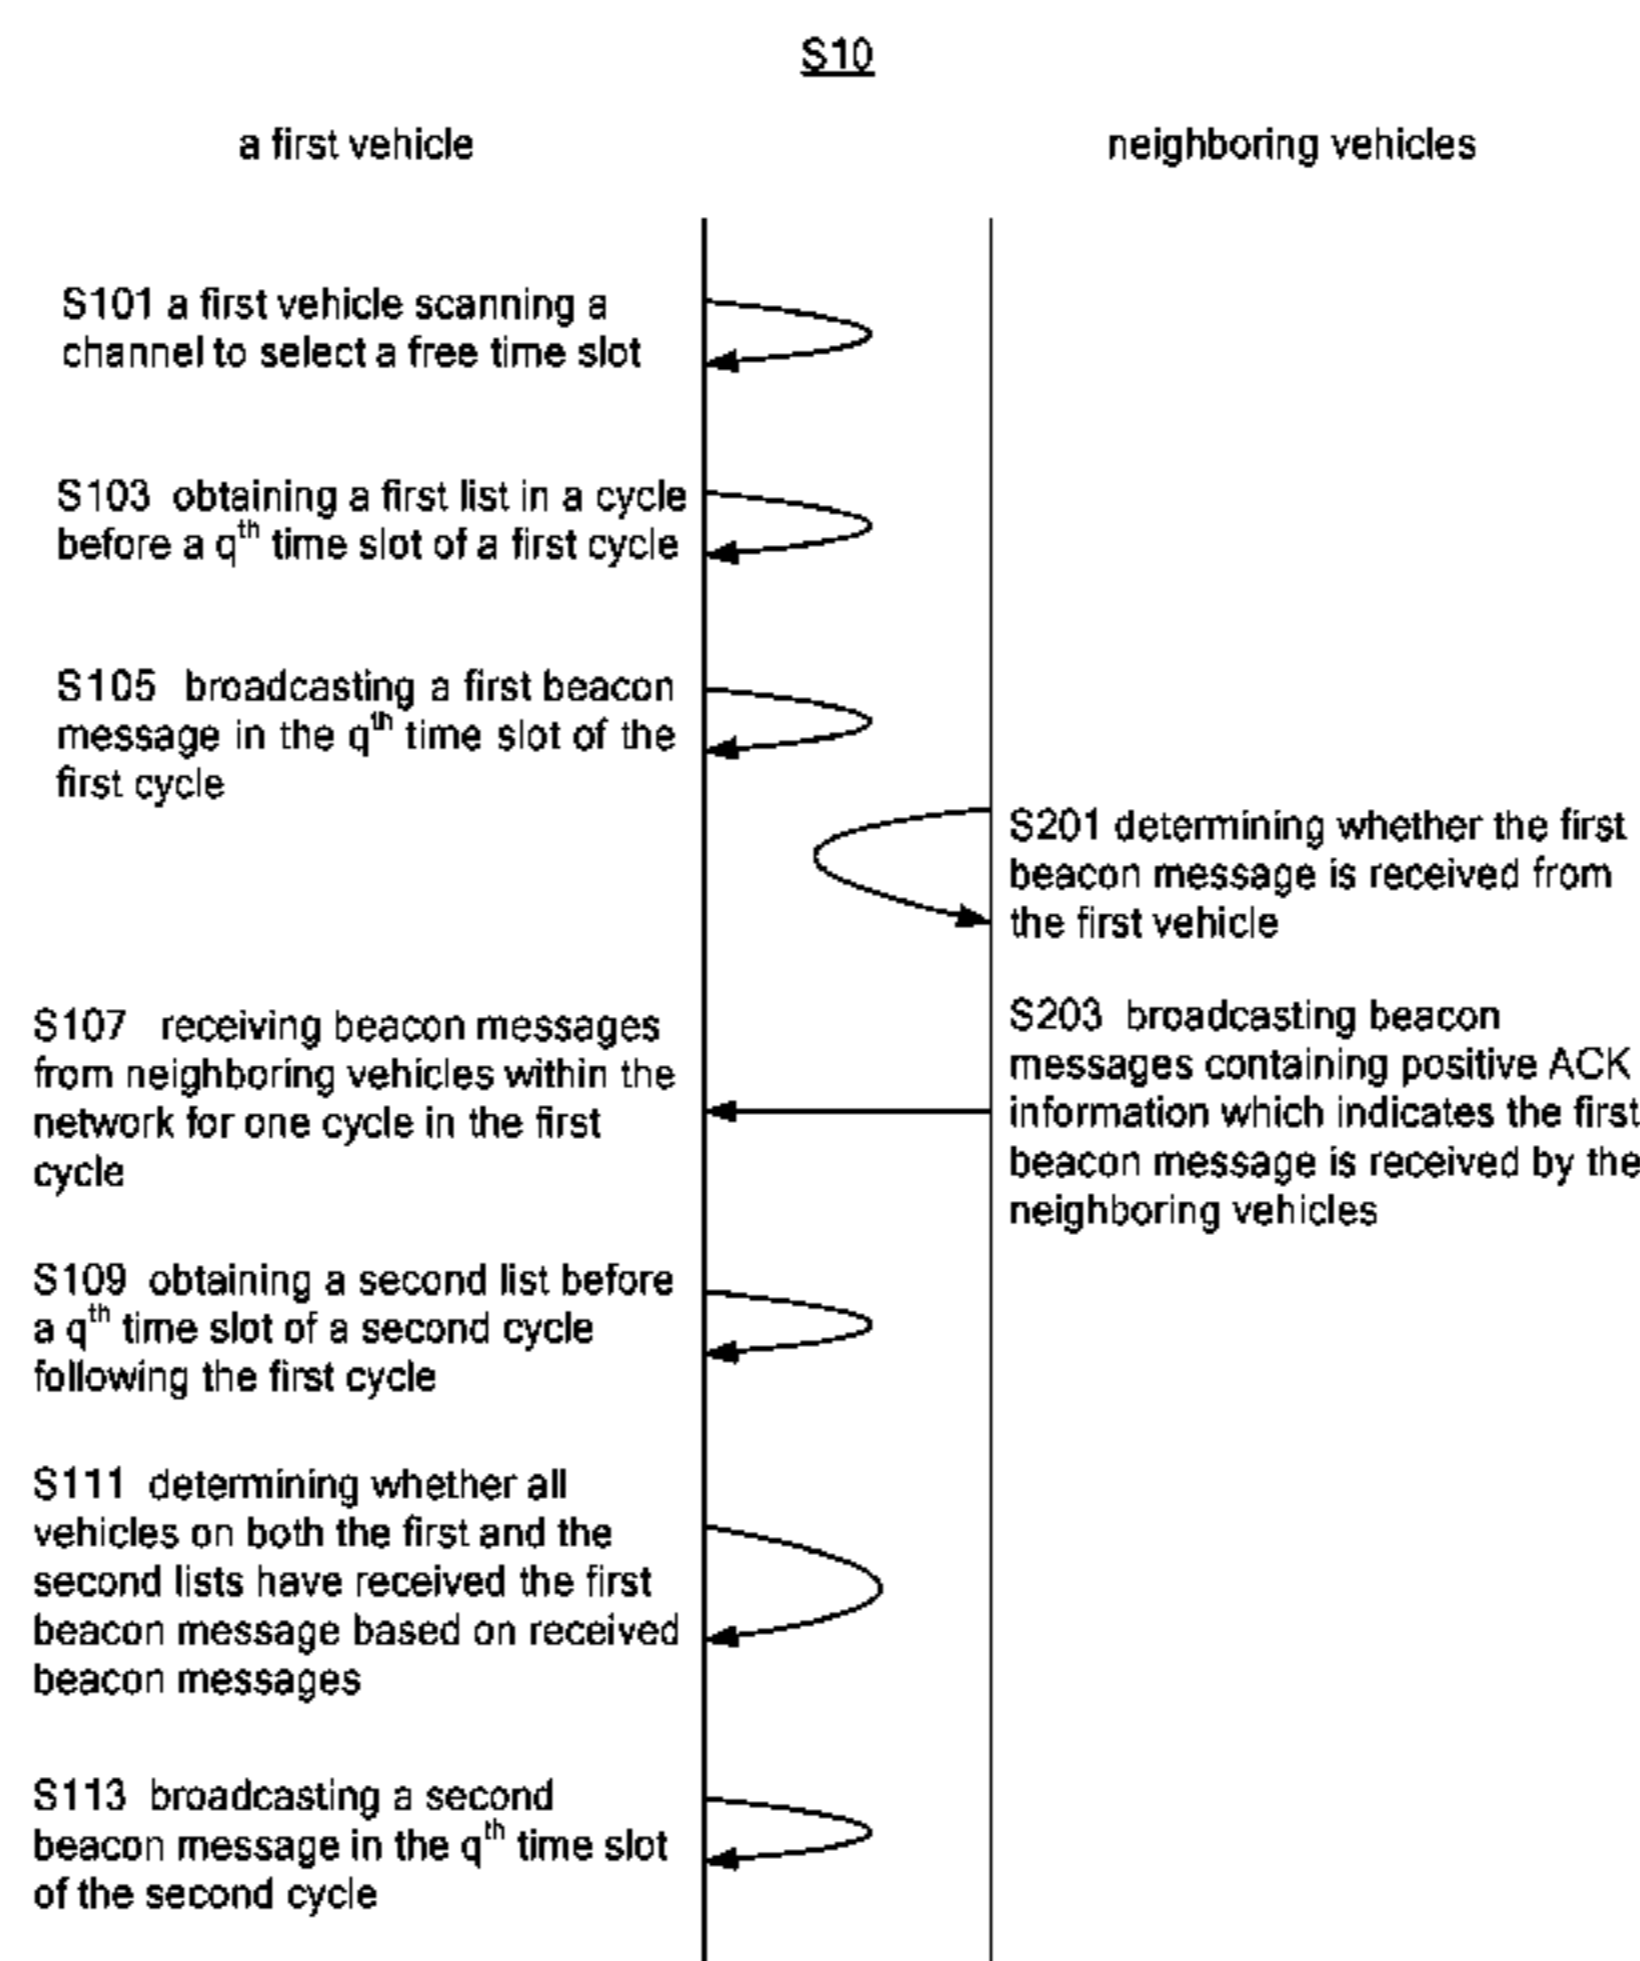 S10
a first vehicle
neighboring vehicles
S101 a first vehicle scanning a
channel to select a free time slot
S103 obtaining a first list in a cycle
before a qth time slot of a first cycle
S105 broadcasting a first beacon
message in the qth time slot of the
first cycle
S201 determining whether the first
beacon message is received from
the first vehicle
S107 receiving beacon messages
from neighboring vehicles within the
network for one cycle in the first
cycle
S203 broadcasting beacon
messages containing positive ACK
information which indicates the first
beacon message is received by the
neighboring vehicles
S109 obtaining a second list before
a qth time slot of a second cycle
following the first cycle
S111 determining whether all
vehicles on both the first and the
second lists have received the first
beacon message based on received
beacon messages
S113 broadcasting a second
beacon message in the qth time slot
of the second cycle